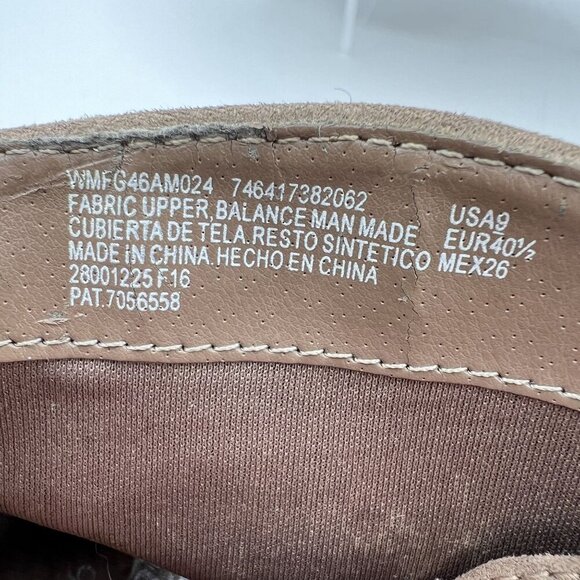 WMFG46AM024 746417382062
FABRIC UPPER, BALANCE MAN MADE
CUBIERTA DE TELA. RESTO SINTETICO
MADE IN CHINA. HECHO EN CHINA
28001225 F16
PAT. 7056558
USA9
EUR40½
MEX26